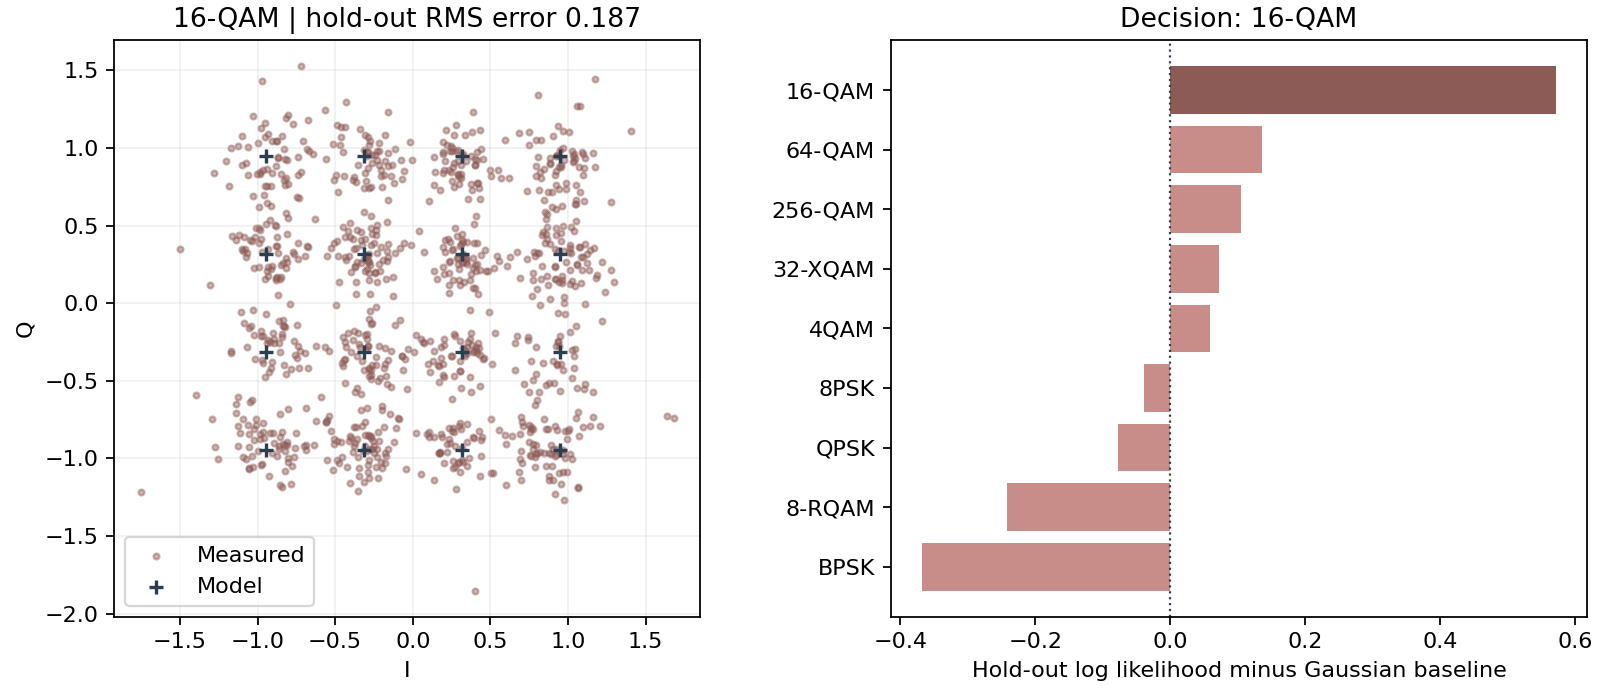 16-QAM | hold-out RMS error 0.187
Q
1.5
1.0
0.5
0.0
−0.5
−1.0
−1.5
−2.0
Measured
Model
−1.5
−1.0
−0.5
0.0
0.5
1.0
1.5
I
Decision: 16-QAM
16-QAM
64-QAM
256-QAM
32-XQAM
4QAM
8PSK
QPSK
8-RQAM
BPSK
−0.4
−0.2
0.0
0.2
0.4
0.6
Hold-out log likelihood minus Gaussian baseline